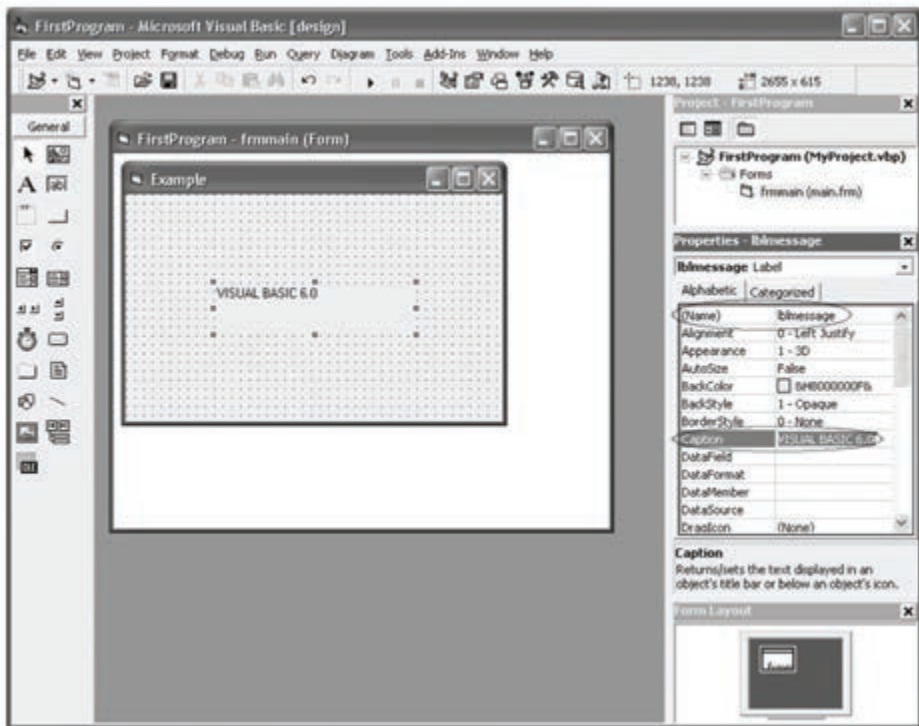 FirstProgram - Microsoft Visual Basic [design]
File Edit View Project Format Debug Run Query Diagram Tools Add-Ins Window Help
1230, 1230
2655 x 615
General
A
ab|
FirstProgram - frmmain (Form)
Example
VISUAL BASIC 6.0
Project - FirstProgram
FirstProgram (MyProject.vbp)
Forms
frmmain (main.frm)
Properties - lblmessage
lblmessage Label
Alphabetic Categorized
(Name) lblmessage
Alignment 0 - Left Justify
Appearance 1 - 3D
AutoSize False
BackColor &H8000000F&
BackStyle 1 - Opaque
BorderStyle 0 - None
Caption VISUAL BASIC 6.0
DataField
DataFormat
DataMember
DataSource
DragIcon (None)
Caption
Returns/sets the text displayed in an
object's title bar or below an object's icon.
Form Layout